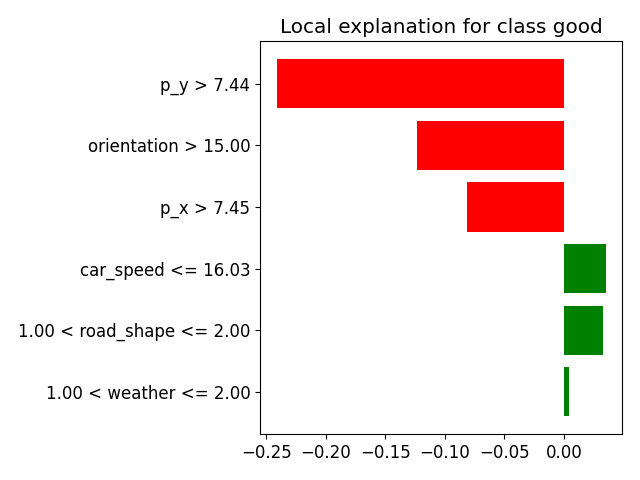 Local explanation for class good
p_y > 7.44
orientation > 15.00
p_x > 7.45
car_speed <= 16.03
1.00 < road_shape <= 2.00
1.00 < weather <= 2.00
−0.25 −0.20 −0.15 −0.10 −0.05 0.00